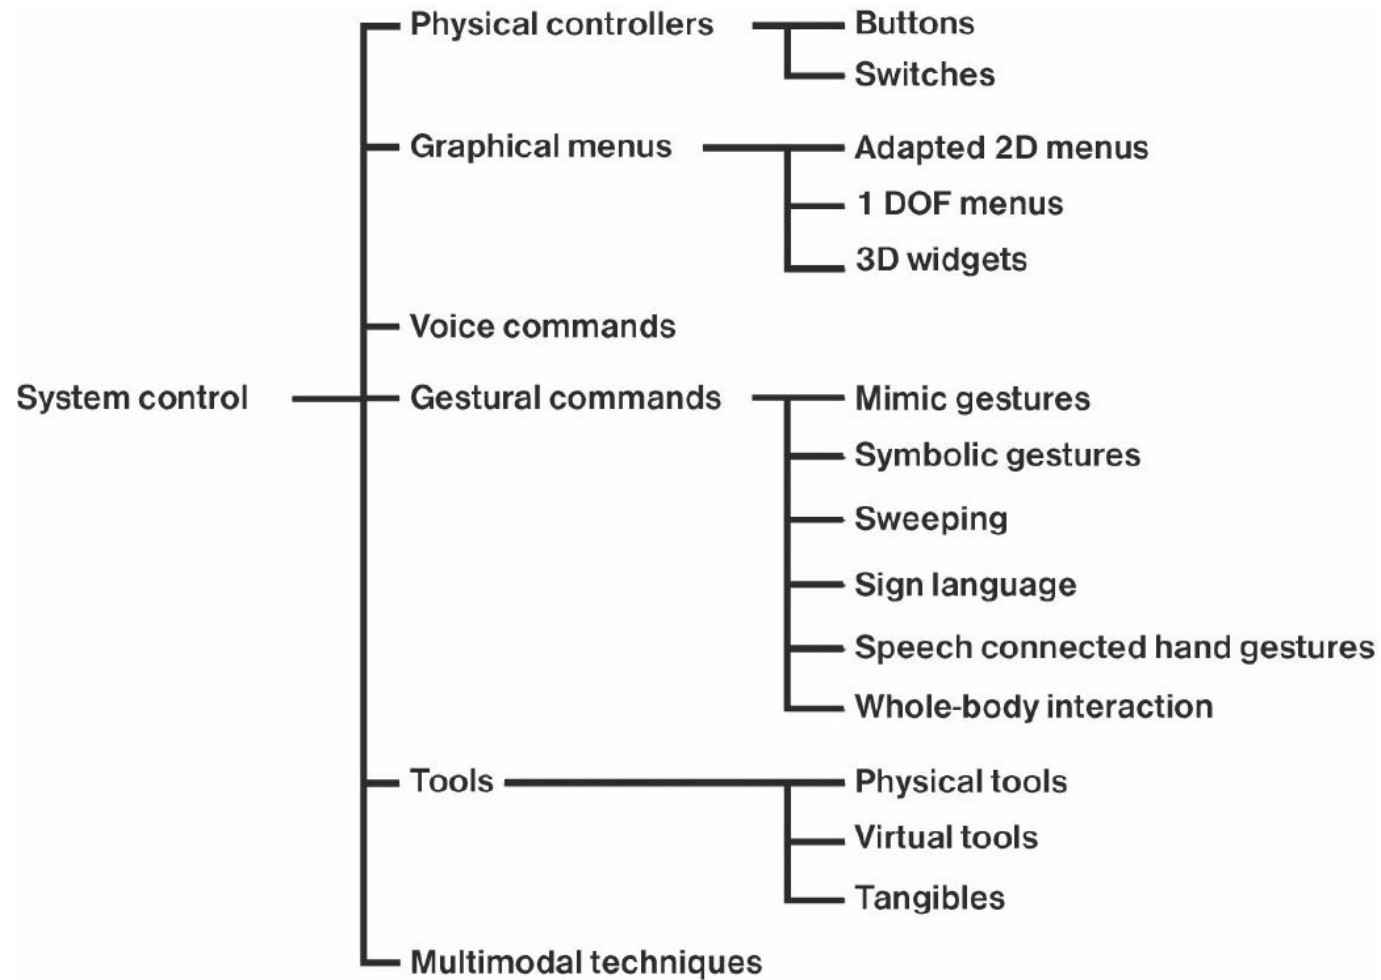 Physical controllers
Buttons
Switches
Graphical menus
Adapted 2D menus
1 DOF menus
3D widgets
Voice commands
System control
Gestural commands
Mimic gestures
Symbolic gestures
Sweeping
Sign language
Speech connected hand gestures
Whole-body interaction
Tools
Physical tools
Virtual tools
Tangibles
Multimodal techniques